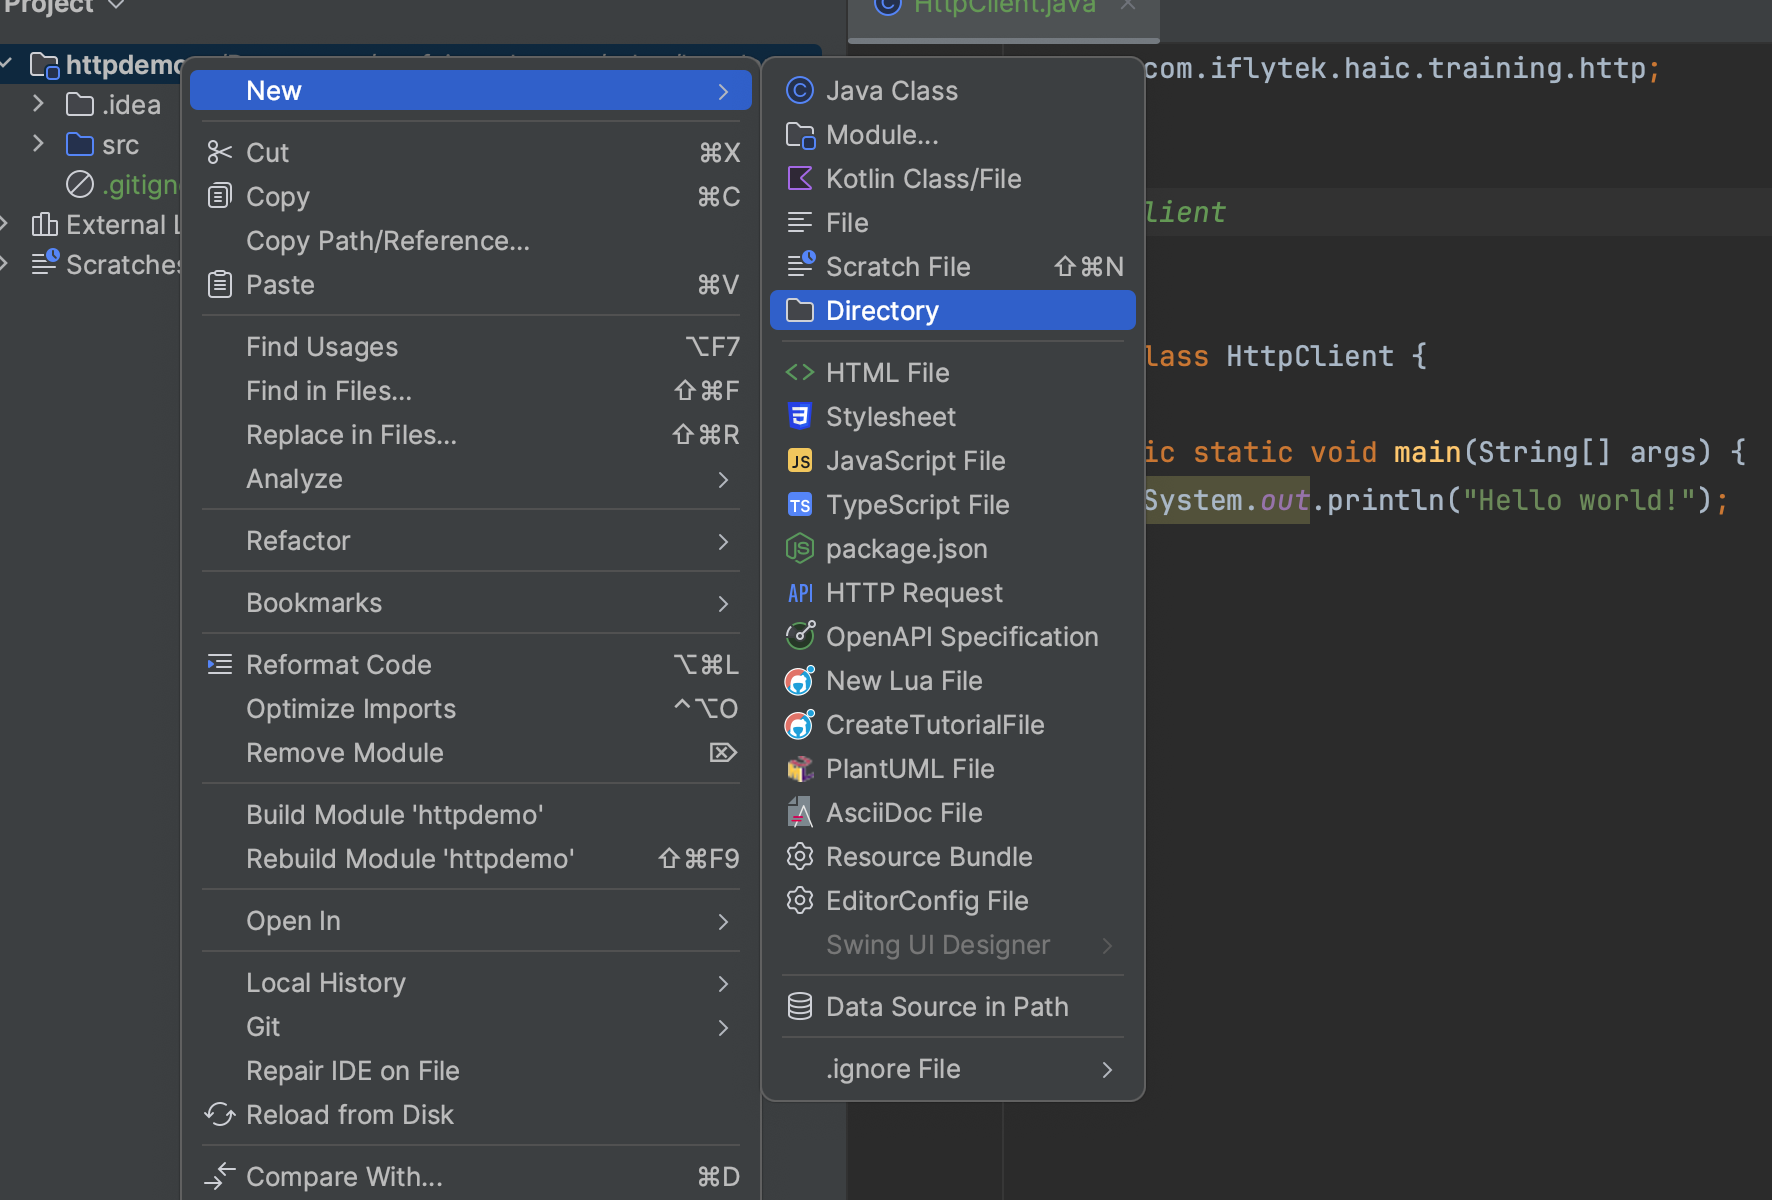 Project
HttpClient.java
httpdemo
.idea
src
.gitign
External L
Scratches
New
Cut ⌘X
Copy ⌘C
Copy Path/Reference...
Paste ⌘V
Find Usages ⌥F7
Find in Files... ⇧⌘F
Replace in Files... ⇧⌘R
Analyze
Refactor
Bookmarks
Reformat Code ⌥⌘L
Optimize Imports ^⌥O
Remove Module ⌦
Build Module 'httpdemo'
Rebuild Module 'httpdemo' ⇧⌘F9
Open In
Local History
Git
Repair IDE on File
Reload from Disk
Compare With... ⌘D
Java Class
Module...
Kotlin Class/File
File
Scratch File ⇧⌘N
Directory
HTML File
Stylesheet
JS JavaScript File
TS TypeScript File
package.json
API HTTP Request
OpenAPI Specification
New Lua File
CreateTutorialFile
PlantUML File
AsciiDoc File
Resource Bundle
EditorConfig File
Swing UI Designer
Data Source in Path
.ignore File
com.iflytek.haic.training.http;
lient
lass HttpClient {
ic static void main(String[] args) {
System.out.println("Hello world!");